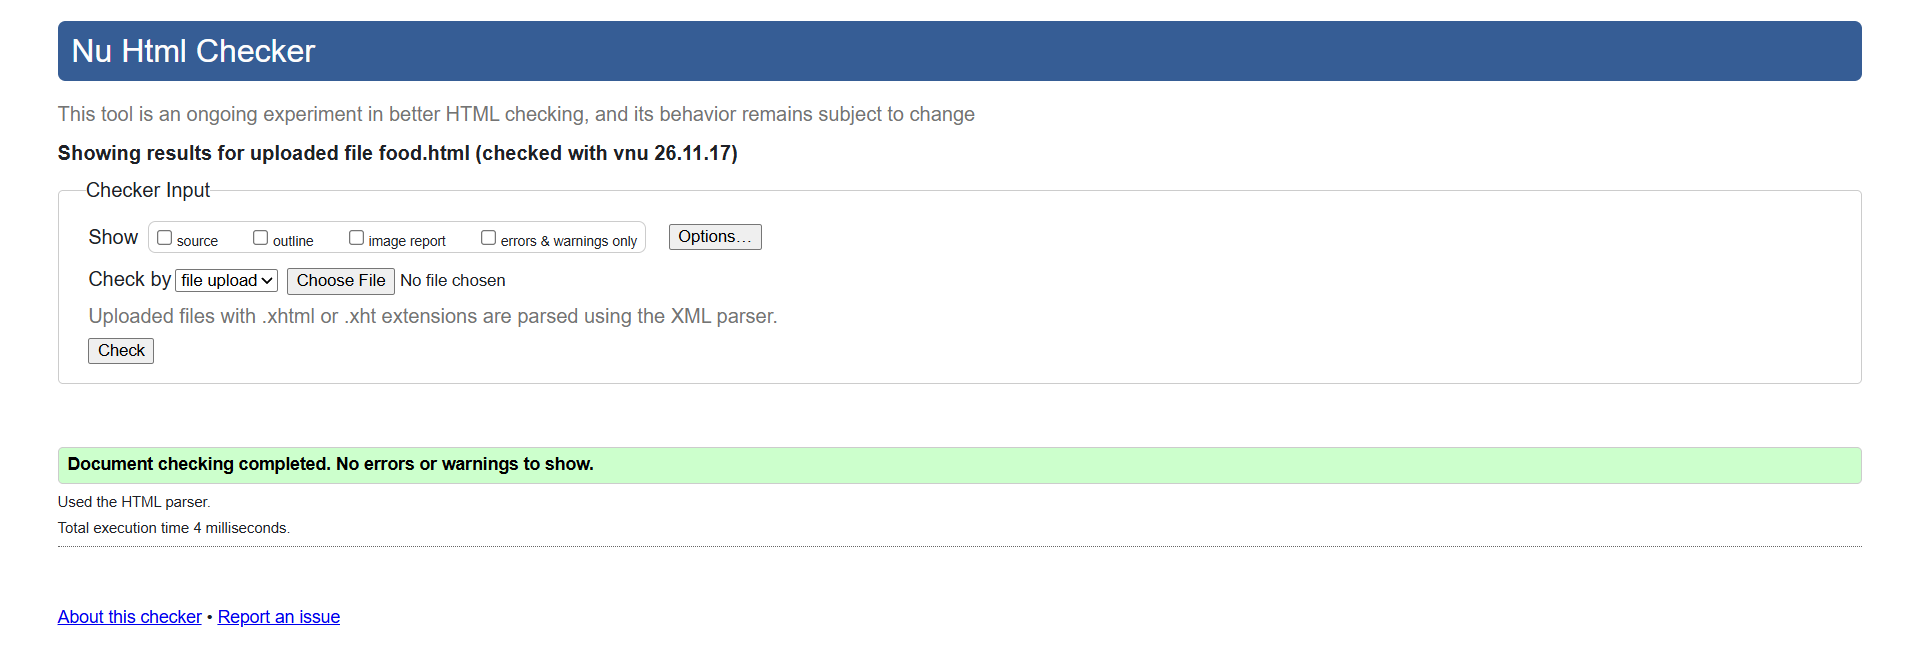 Nu Html Checker
This tool is an ongoing experiment in better HTML checking, and its behavior remains subject to change
Showing results for uploaded file food.html (checked with vnu 26.11.17)
Checker Input
Show source outline image report errors & warnings only Options…
Check by file upload Choose File No file chosen
Uploaded files with .xhtml or .xht extensions are parsed using the XML parser.
Check
Document checking completed. No errors or warnings to show.
Used the HTML parser.
Total execution time 4 milliseconds.
About this checker • Report an issue